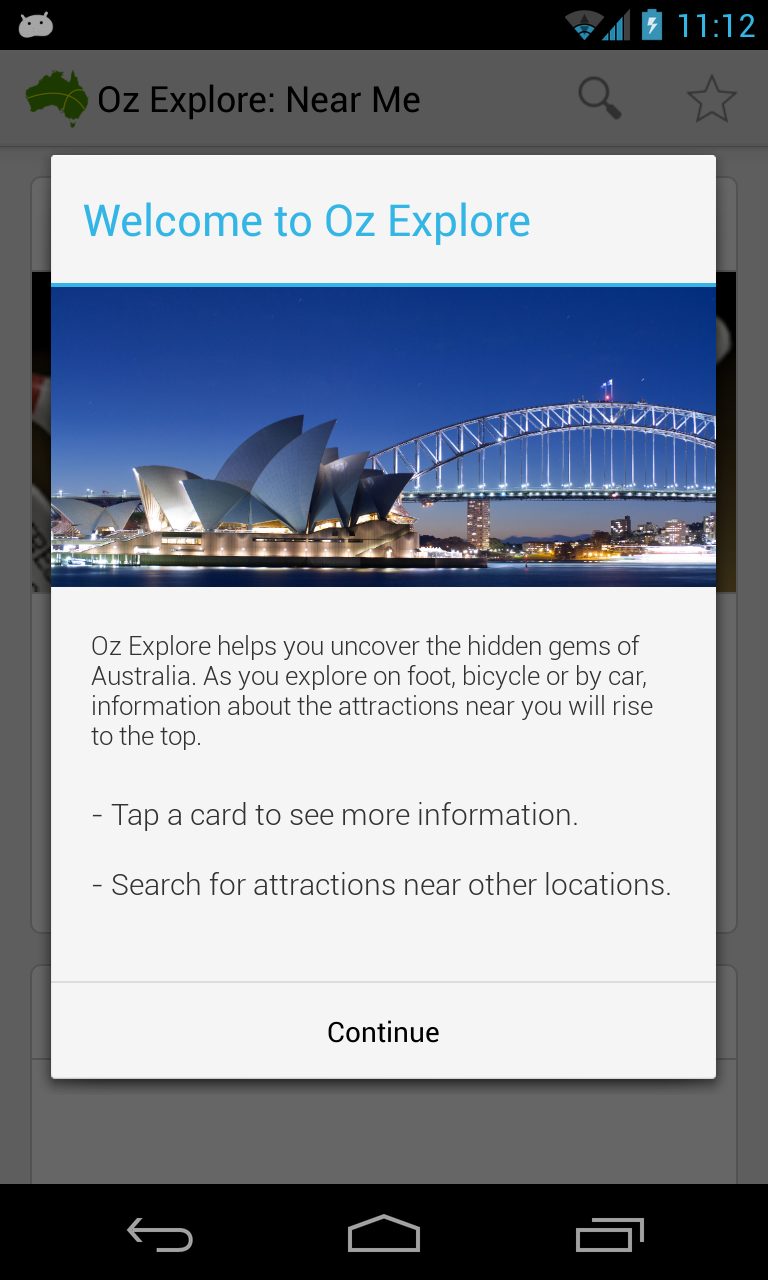 11:12
Oz Explore: Near Me
Welcome to Oz Explore
Oz Explore helps you uncover the hidden gems of
Australia. As you explore on foot, bicycle or by car,
information about the attractions near you will rise
to the top.
- Tap a card to see more information.
- Search for attractions near other locations.
Continue